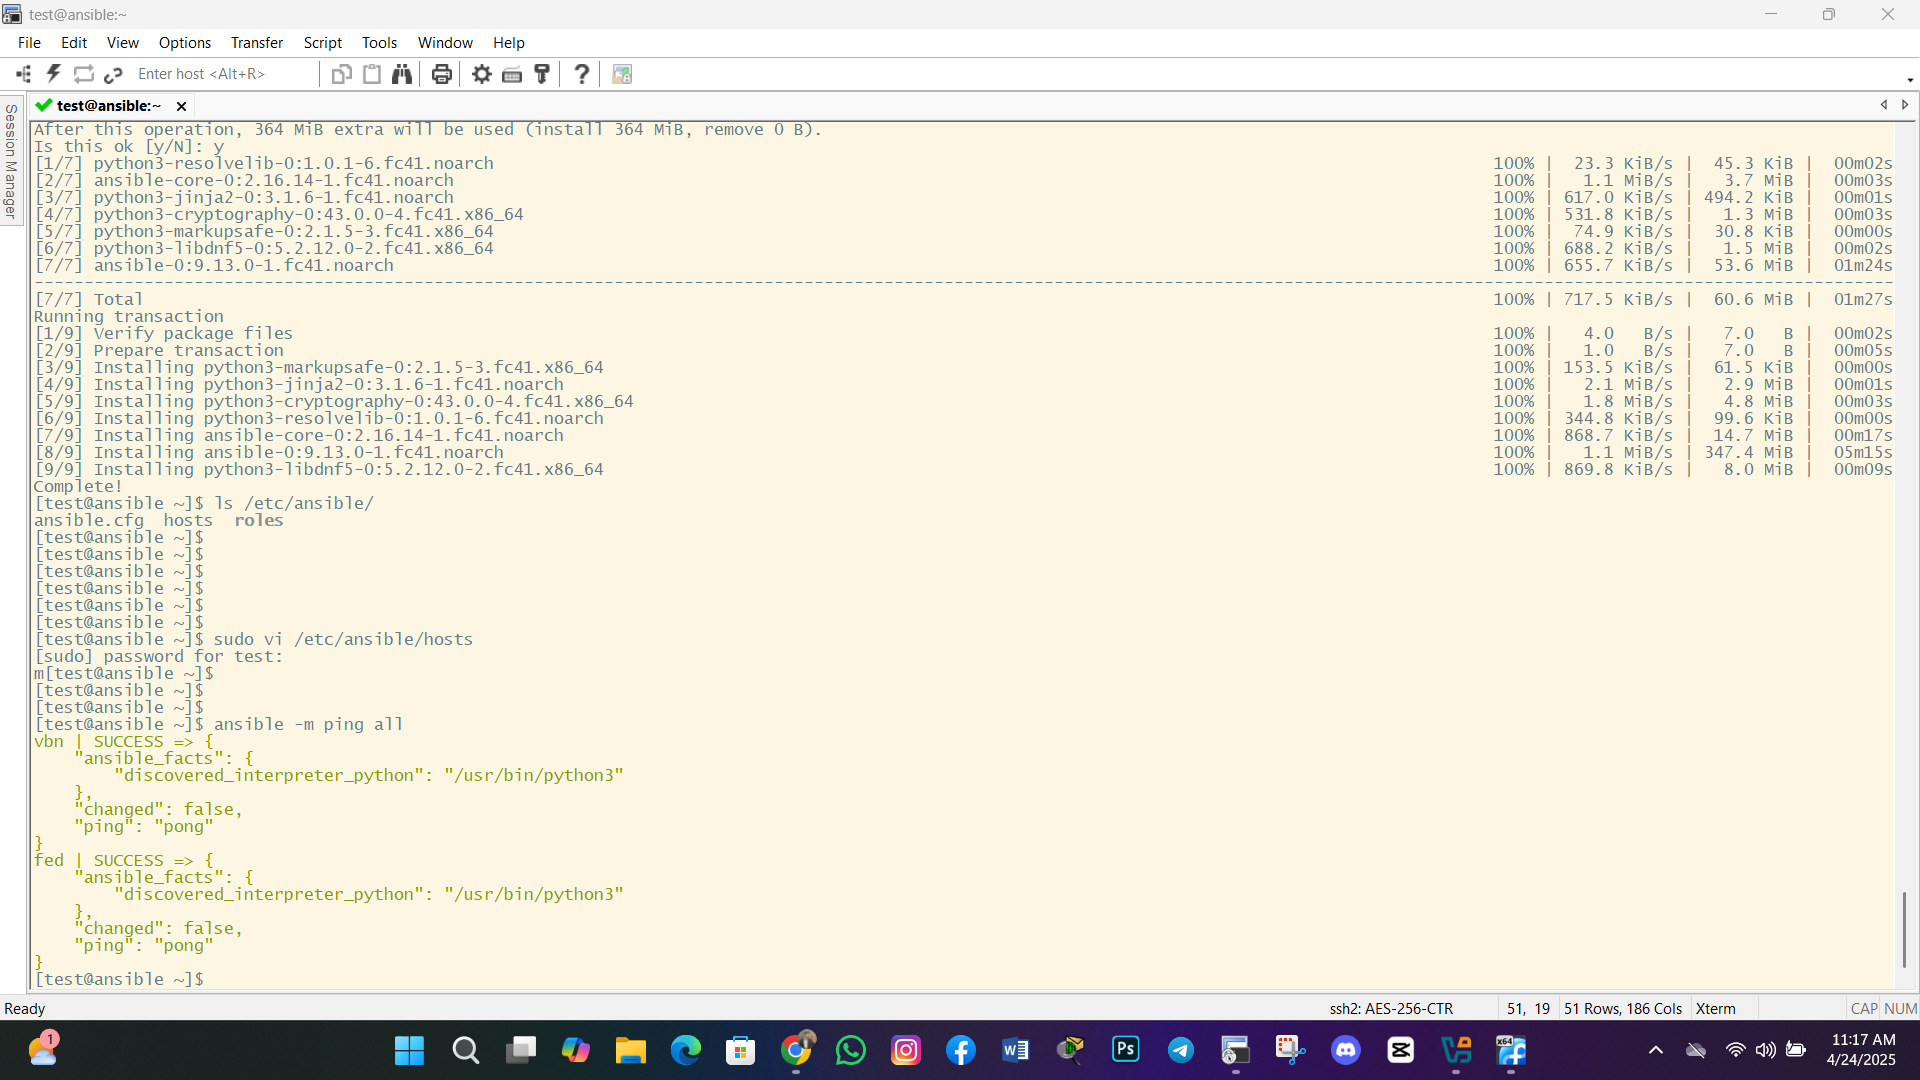 test@ansible:~
File Edit View Options Transfer Script Tools Window Help
Enter host <Alt+R>
Session Manager
test@ansible:~
After this operation, 364 MiB extra will be used (install 364 MiB, remove 0 B).
Is this ok [y/N]: y
[1/7] python3-resolvelib-0:1.0.1-6.fc41.noarch 100% | 23.3 KiB/s | 45.3 KiB | 00m02s
[2/7] ansible-core-0:2.16.14-1.fc41.noarch 100% | 1.1 MiB/s | 3.7 MiB | 00m03s
[3/7] python3-jinja2-0:3.1.6-1.fc41.noarch 100% | 617.0 KiB/s | 494.2 KiB | 00m01s
[4/7] python3-cryptography-0:43.0.0-4.fc41.x86_64 100% | 531.8 KiB/s | 1.3 MiB | 00m03s
[5/7] python3-markupsafe-0:2.1.5-3.fc41.x86_64 100% | 74.9 KiB/s | 30.8 KiB | 00m00s
[6/7] python3-libdnf5-0:5.2.12.0-2.fc41.x86_64 100% | 688.2 KiB/s | 1.5 MiB | 00m02s
[7/7] ansible-0:9.13.0-1.fc41.noarch 100% | 655.7 KiB/s | 53.6 MiB | 01m24s
[7/7] Total 100% | 717.5 KiB/s | 60.6 MiB | 01m27s
Running transaction
[1/9] Verify package files 100% | 4.0 B/s | 7.0 B | 00m02s
[2/9] Prepare transaction 100% | 1.0 B/s | 7.0 B | 00m05s
[3/9] Installing python3-markupsafe-0:2.1.5-3.fc41.x86_64 100% | 153.5 KiB/s | 61.5 KiB | 00m00s
[4/9] Installing python3-jinja2-0:3.1.6-1.fc41.noarch 100% | 2.1 MiB/s | 2.9 MiB | 00m01s
[5/9] Installing python3-cryptography-0:43.0.0-4.fc41.x86_64 100% | 1.8 MiB/s | 4.8 MiB | 00m03s
[6/9] Installing python3-resolvelib-0:1.0.1-6.fc41.noarch 100% | 344.8 KiB/s | 99.6 KiB | 00m00s
[7/9] Installing ansible-core-0:2.16.14-1.fc41.noarch 100% | 868.7 KiB/s | 14.7 MiB | 00m17s
[8/9] Installing ansible-0:9.13.0-1.fc41.noarch 100% | 1.1 MiB/s | 347.4 MiB | 05m15s
[9/9] Installing python3-libdnf5-0:5.2.12.0-2.fc41.x86_64 100% | 869.8 KiB/s | 8.0 MiB | 00m09s
Complete!
[test@ansible ~]$ ls /etc/ansible/
ansible.cfg hosts roles
[test@ansible ~]$
[test@ansible ~]$
[test@ansible ~]$
[test@ansible ~]$
[test@ansible ~]$
[test@ansible ~]$
[test@ansible ~]$ sudo vi /etc/ansible/hosts
[sudo] password for test:
m[test@ansible ~]$
[test@ansible ~]$
[test@ansible ~]$
[test@ansible ~]$ ansible -m ping all
vbn | SUCCESS => {
    "ansible_facts": {
        "discovered_interpreter_python": "/usr/bin/python3"
    },
    "changed": false,
    "ping": "pong"
}
fed | SUCCESS => {
    "ansible_facts": {
        "discovered_interpreter_python": "/usr/bin/python3"
    },
    "changed": false,
    "ping": "pong"
}
[test@ansible ~]$
Ready ssh2: AES-256-CTR 51, 19 51 Rows, 186 Cols Xterm CAP NUM
1
Ps
x64
11:17 AM
4/24/2025